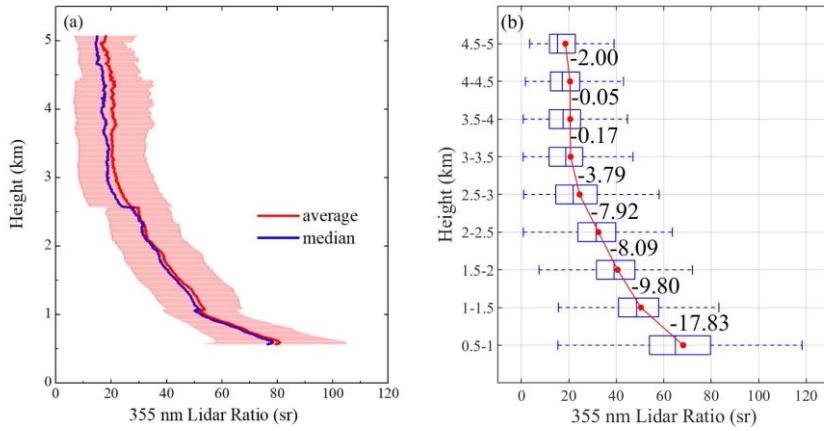 (a)
5
4
3
2
1
0
Height (km)
average
median
0 20 40 60 80 100 120
355 nm Lidar Ratio (sr)
(b)
4.5-5
4-4.5
3.5-4
3-3.5
2.5-3
2-2.5
1.5-2
1-1.5
0.5-1
Height (km)
-2.00
-0.05
-0.17
-3.79
-7.92
-8.09
-9.80
-17.83
0 20 40 60 80 100 120
355 nm Lidar Ratio (sr)